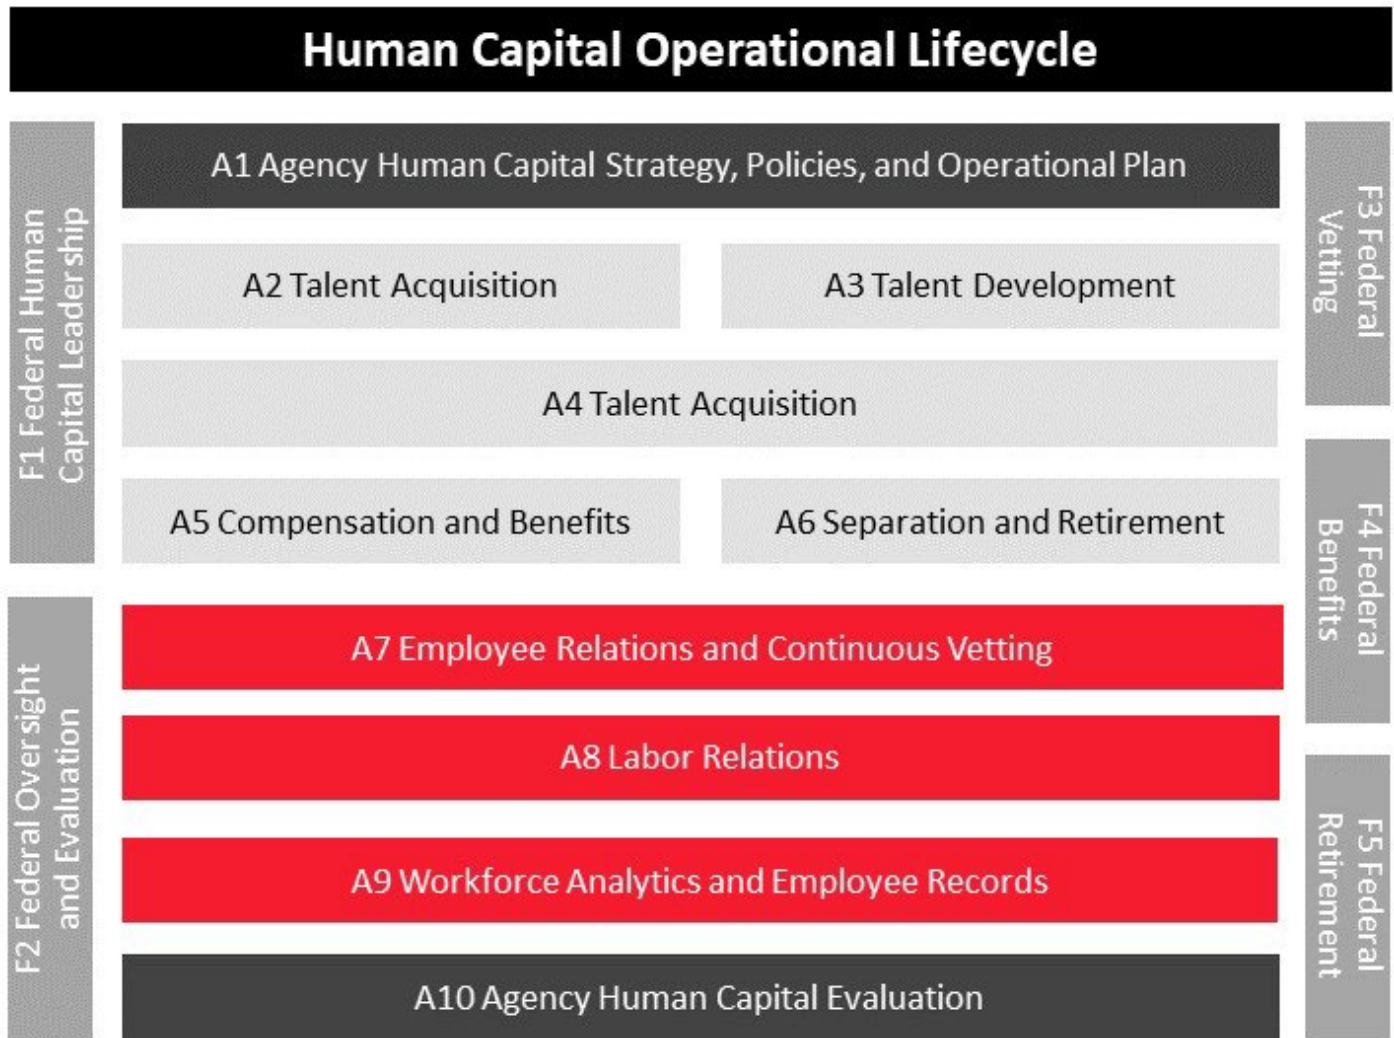 Human Capital Operational Lifecycle
F1 Federal Human
Capital Leadership
F2 Federal Oversight
and Evaluation
A1 Agency Human Capital Strategy, Policies, and Operational Plan
A2 Talent Acquisition
A3 Talent Development
A4 Talent Acquisition
A5 Compensation and Benefits
A6 Separation and Retirement
A7 Employee Relations and Continuous Vetting
A8 Labor Relations
A9 Workforce Analytics and Employee Records
A10 Agency Human Capital Evaluation
F3 Federal
Vetting
F4 Federal
Benefits
F5 Federal
Retirement